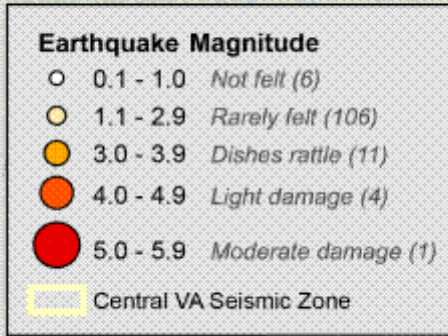 Earthquake Magnitude
0.1 - 1.0 Not felt (6)
1.1 - 2.9 Rarely felt (106)
3.0 - 3.9 Dishes rattle (11)
4.0 - 4.9 Light damage (4)
5.0 - 5.9 Moderate damage (1)
Central VA Seismic Zone